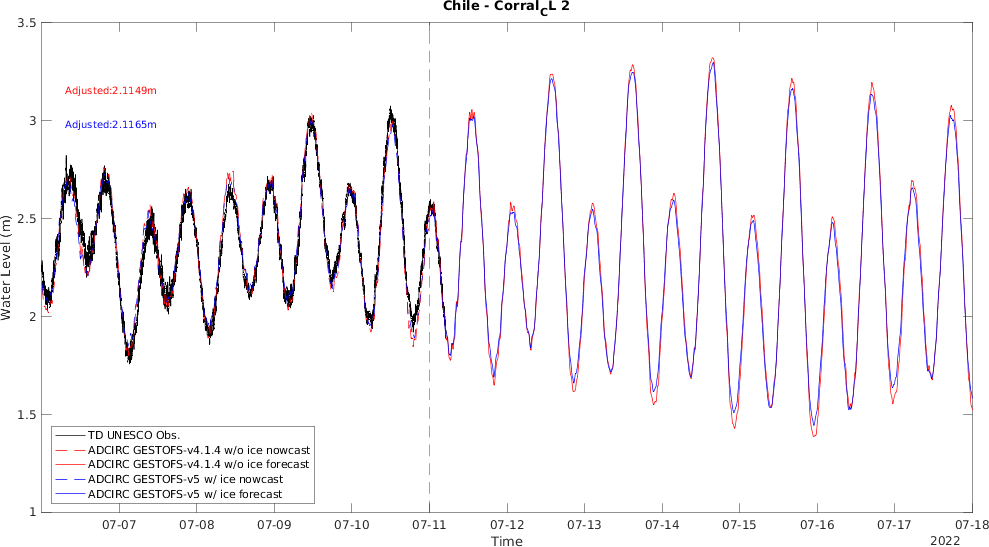 Chile - Corral_CL 2
3.5
3
2.5
2
1.5
1
Water Level (m)
Adjusted:2.1149m
Adjusted:2.1165m
TD UNESCO Obs.
ADCIRC GESTOFS-v4.1.4 w/o ice nowcast
ADCIRC GESTOFS-v4.1.4 w/o ice forecast
ADCIRC GESTOFS-v5 w/ ice nowcast
ADCIRC GESTOFS-v5 w/ ice forecast
07-07 07-08 07-09 07-10 07-11 07-12 07-13 07-14 07-15 07-16 07-17 07-18
Time
2022